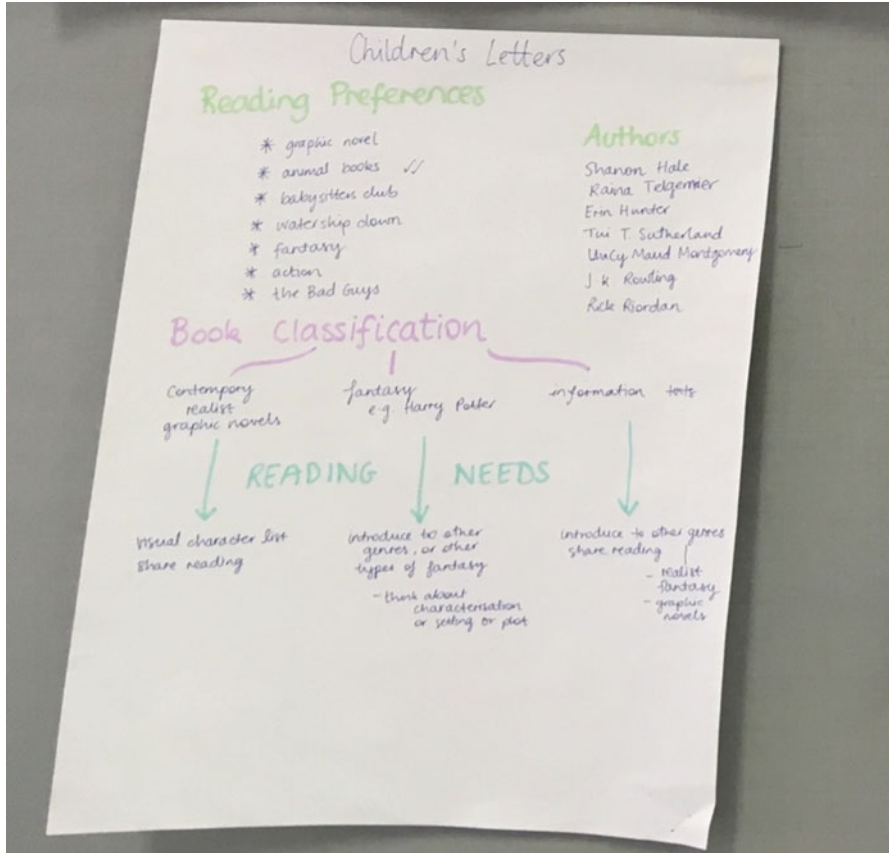 Children's Letters
Reading Preferences
* graphic novel
* animal books ✓✓
* babysitters club
* watership down
* fantasy
* action
* the Bad Guys
Authors
Shanon Hale
Raina Telgemier
Erin Hunter
Tui T. Sutherland
Maud Montgomery
J.K Rowling
Rick Riordan
Book Classification
Contempory
realist
graphic novels
fantasy
e.g. Harry Potter
information texts
READING NEEDS
visual character list
share reading
introduce to other
genres, or other
types of fantasy
- think about
characterisation
or setting or plot
introduce to other genres
share reading
- realist
fantasy
- graphic
novels